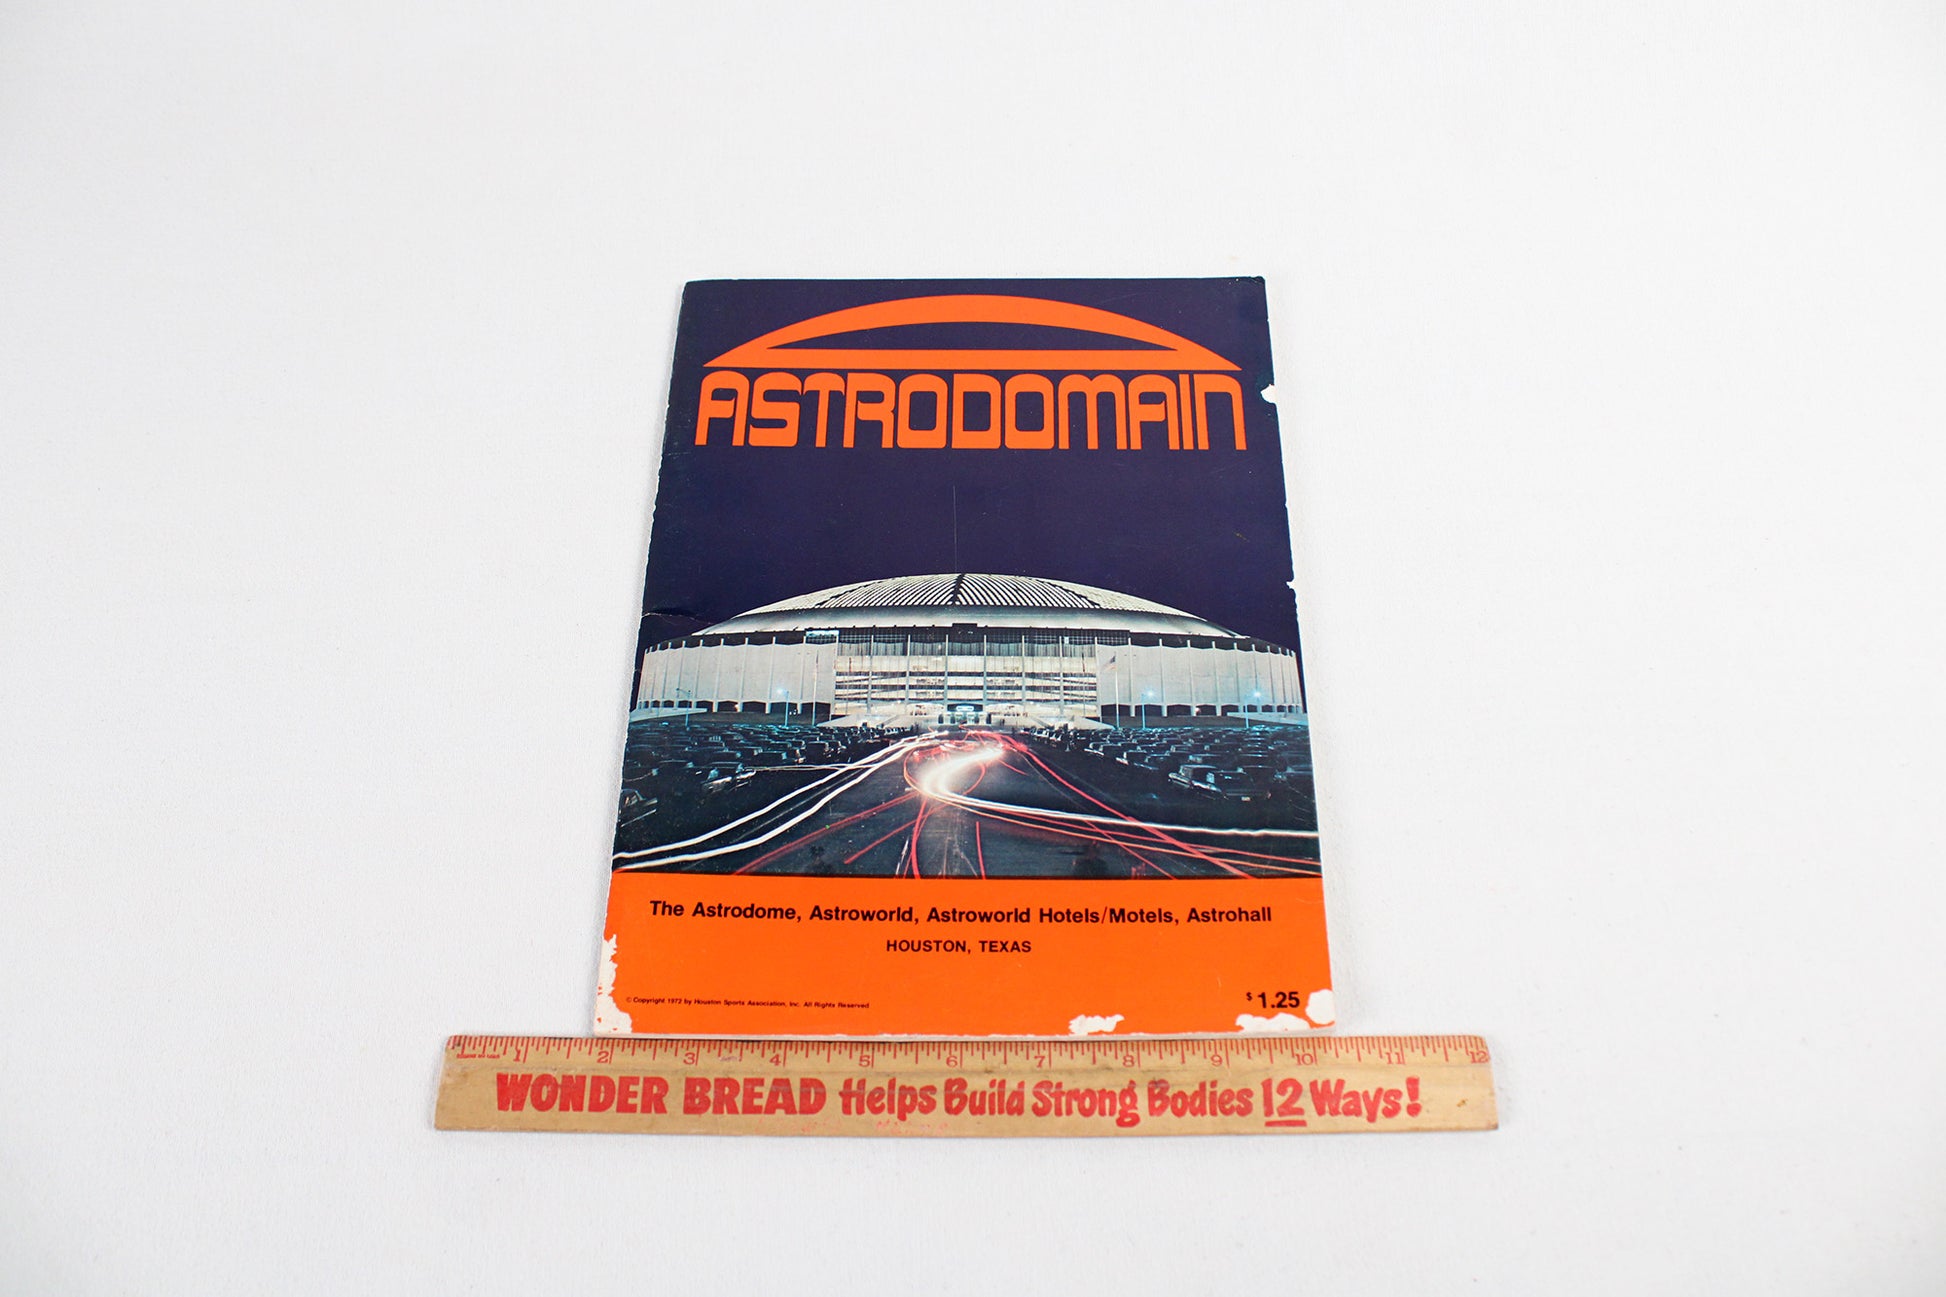 ASTRODOMAIN
The Astrodome, Astroworld, Astroworld Hotels/Motels, Astrohall
HOUSTON, TEXAS
© Copyright 1972 by Houston Sports Association, Inc. All Rights Reserved
$1.25
1 2 3 4 5 6 7 8 9 10 11 12
WONDER BREAD Helps Build Strong Bodies 12 Ways!